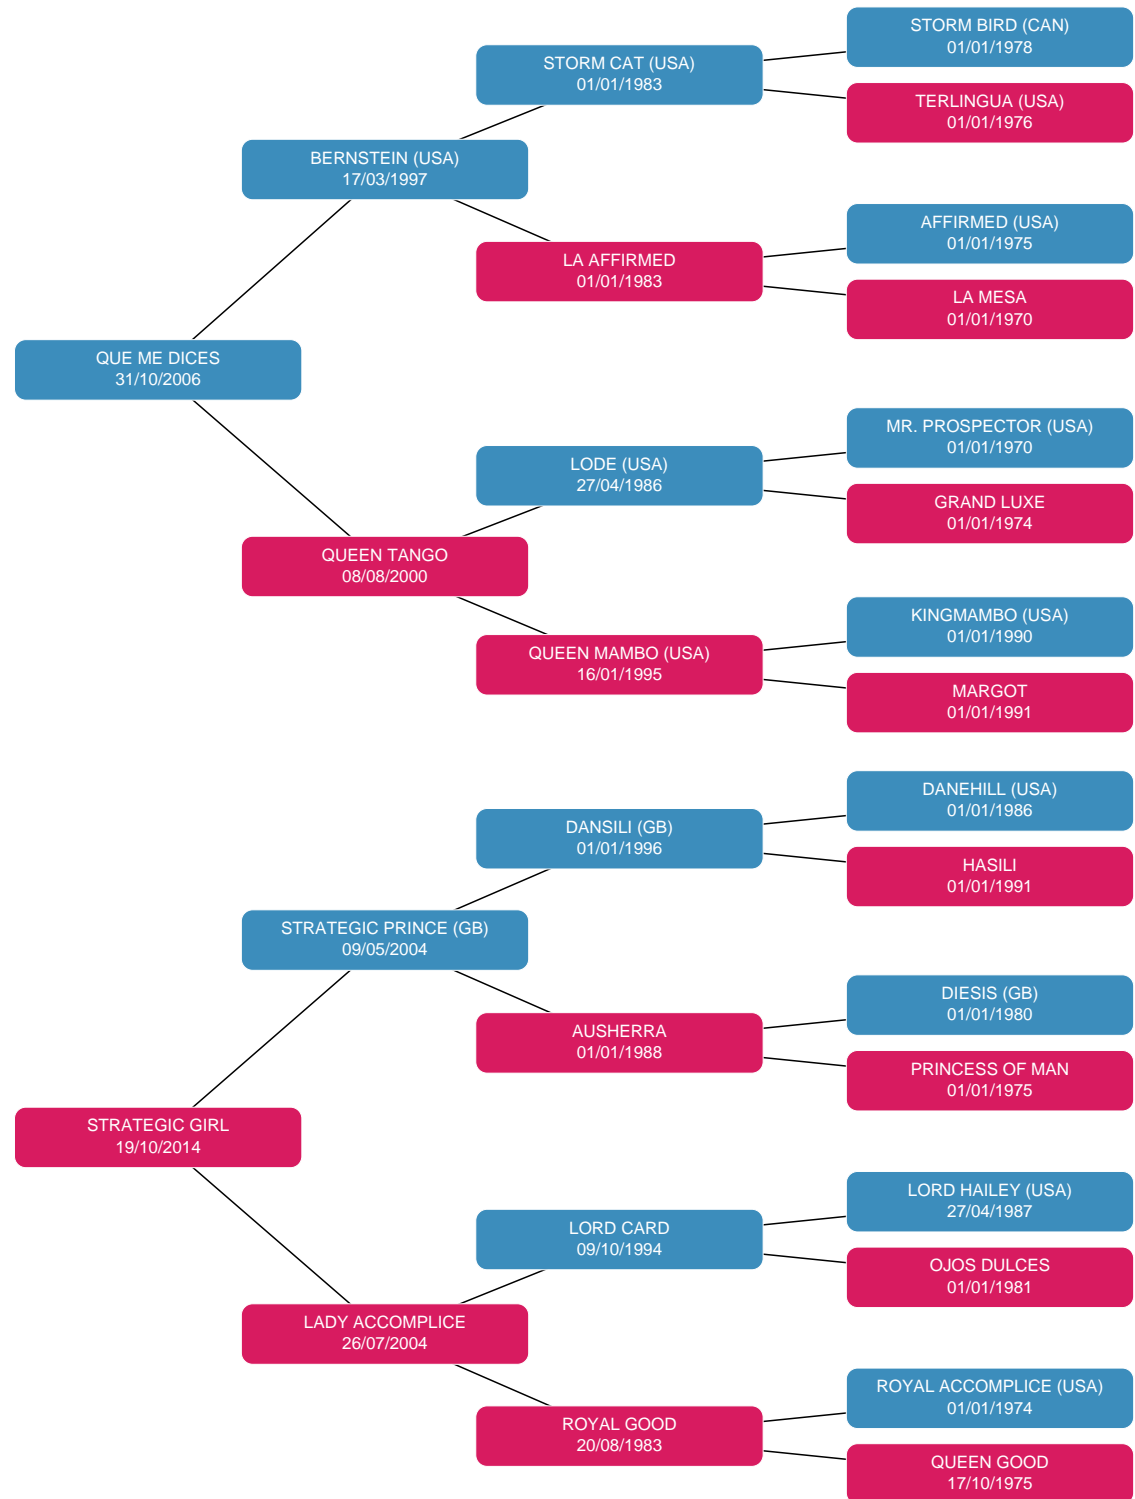 STORM BIRD (CAN)
01/01/1978
STORM CAT (USA)
01/01/1983
TERLINGUA (USA)
01/01/1976
BERNSTEIN (USA)
17/03/1997
AFFIRMED (USA)
01/01/1975
LA AFFIRMED
01/01/1983
LA MESA
01/01/1970
QUE ME DICES
31/10/2006
MR. PROSPECTOR (USA)
01/01/1970
LODE (USA)
27/04/1986
GRAND LUXE
01/01/1974
QUEEN TANGO
08/08/2000
KINGMAMBO (USA)
01/01/1990
QUEEN MAMBO (USA)
16/01/1995
MARGOT
01/01/1991
DANEHILL (USA)
01/01/1986
DANSILI (GB)
01/01/1996
HASILI
01/01/1991
STRATEGIC PRINCE (GB)
09/05/2004
DIESIS (GB)
01/01/1980
AUSHERRA
01/01/1988
PRINCESS OF MAN
01/01/1975
STRATEGIC GIRL
19/10/2014
LORD HAILEY (USA)
27/04/1987
LORD CARD
09/10/1994
OJOS DULCES
01/01/1981
LADY ACCOMPLICE
26/07/2004
ROYAL ACCOMPLICE (USA)
01/01/1974
ROYAL GOOD
20/08/1983
QUEEN GOOD
17/10/1975